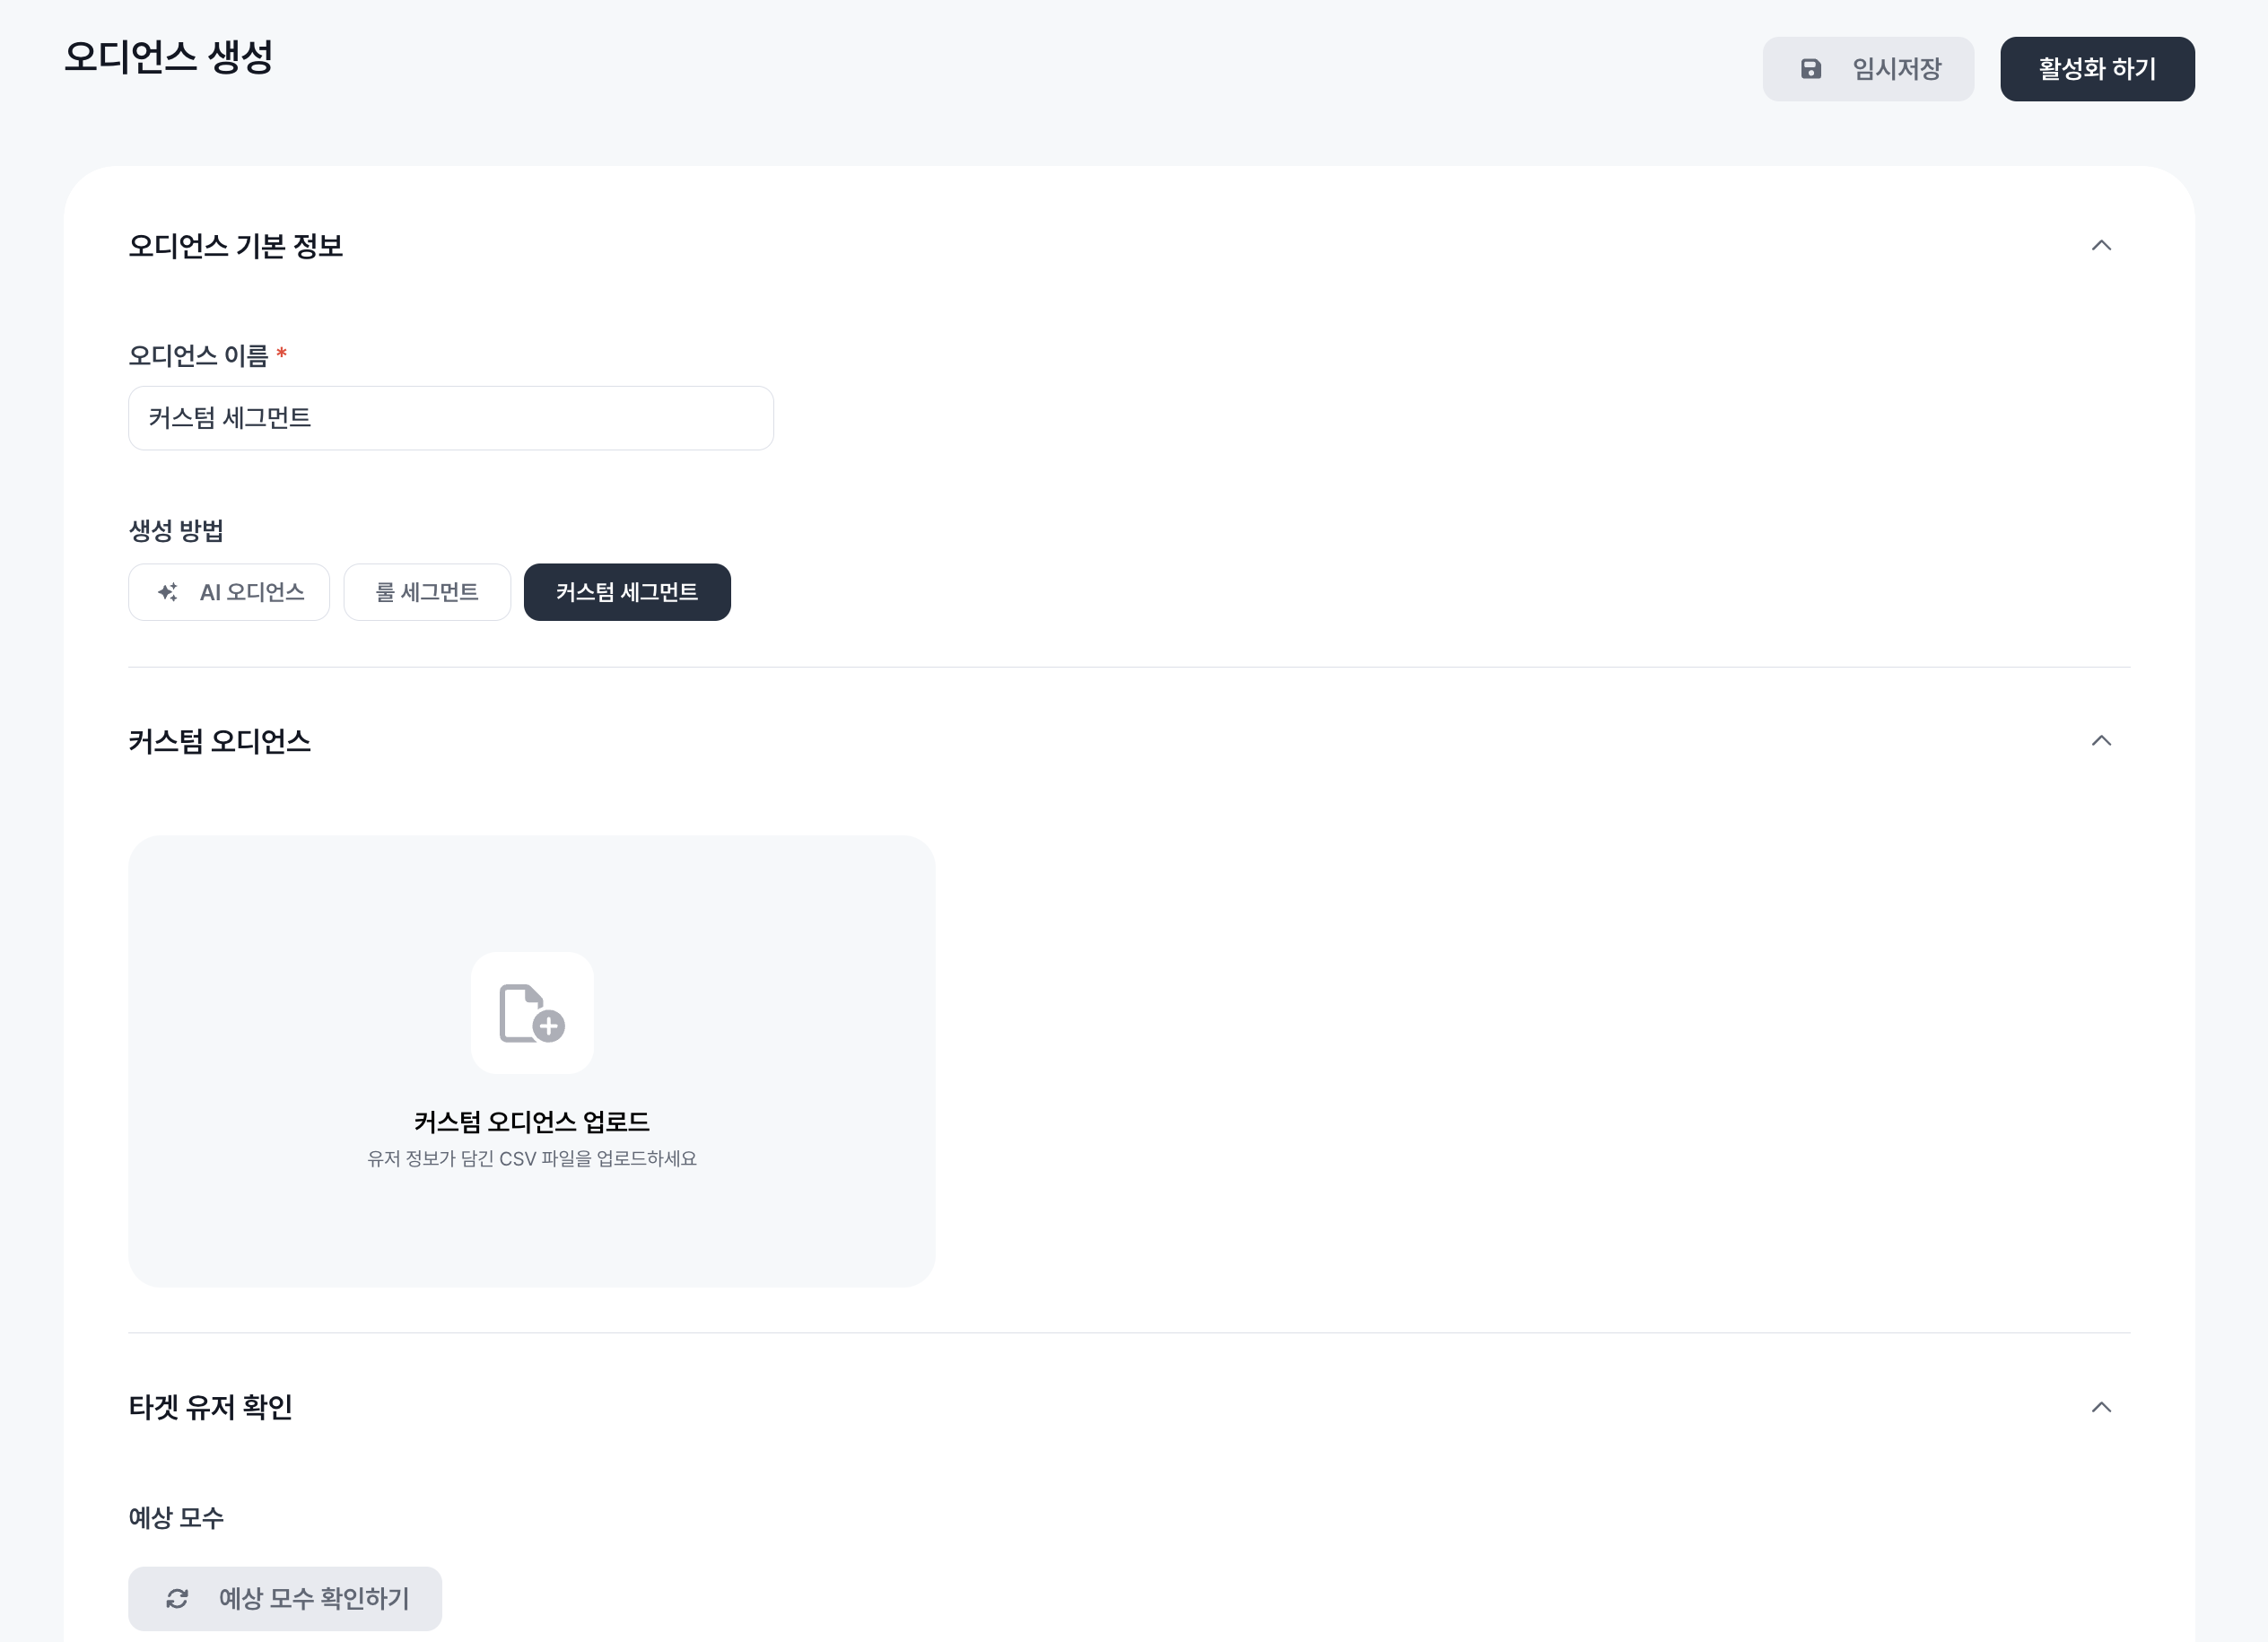 오디언스 생성
임시저장
활성화 하기
오디언스 기본 정보
오디언스 이름 *
커스텀 세그먼트
생성 방법
AI 오디언스
룰 세그먼트
커스텀 세그먼트
커스텀 오디언스
커스텀 오디언스 업로드
유저 정보가 담긴 CSV 파일을 업로드하세요
타겟 유저 확인
예상 모수
예상 모수 확인하기